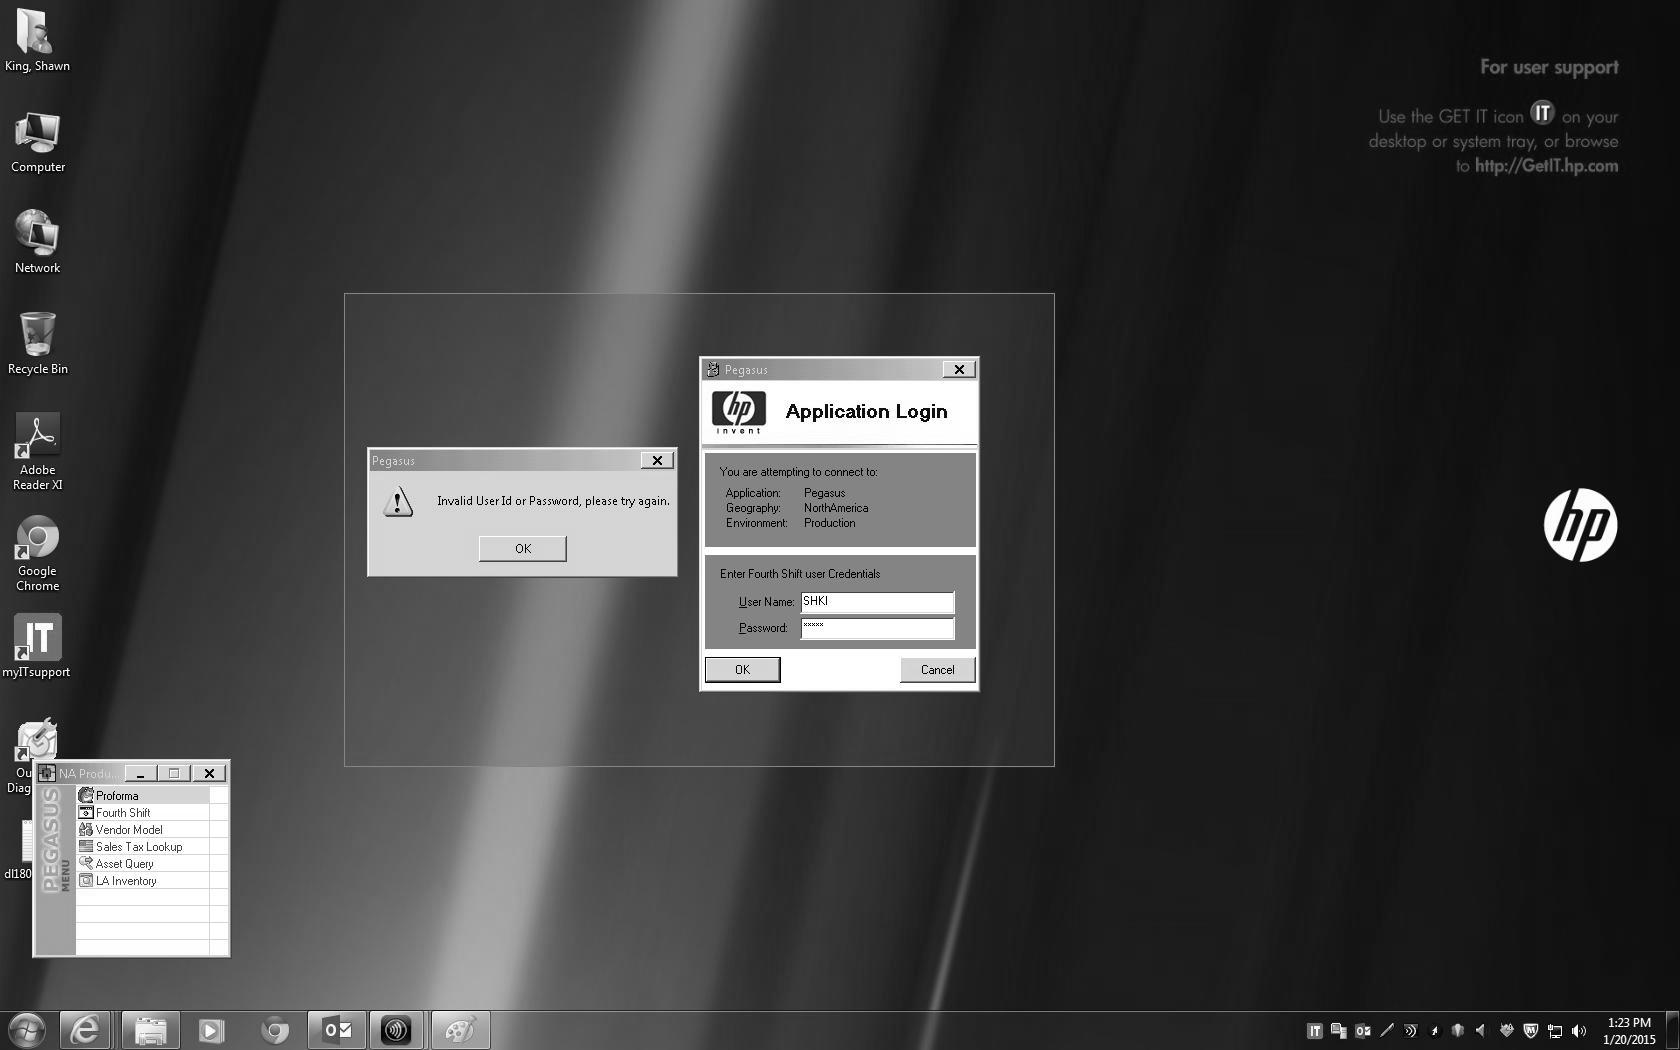 King, Shawn
Computer
Network
Recycle Bin
Adobe
Reader XI
Google
Chrome
IT
myITsupport
Ou
Diag
dl180
For user support
Use the GET IT icon IT on your
desktop or system tray, or browse
to http://GetIT.hp.com
hp
Pegasus
Invalid User Id or Password, please try again.
OK
Pegasus
hp
invent
Application Login
You are attempting to connect to:
Application: Pegasus
Geography: NorthAmerica
Environment: Production
Enter Fourth Shift user Credentials
User Name: SHKI
Password: *****
OK Cancel
NA Produ...
PEGASUS
MENU
Proforma
Fourth Shift
Vendor Model
Sales Tax Lookup
Asset Query
LA Inventory
IT
1:23 PM
1/20/2015